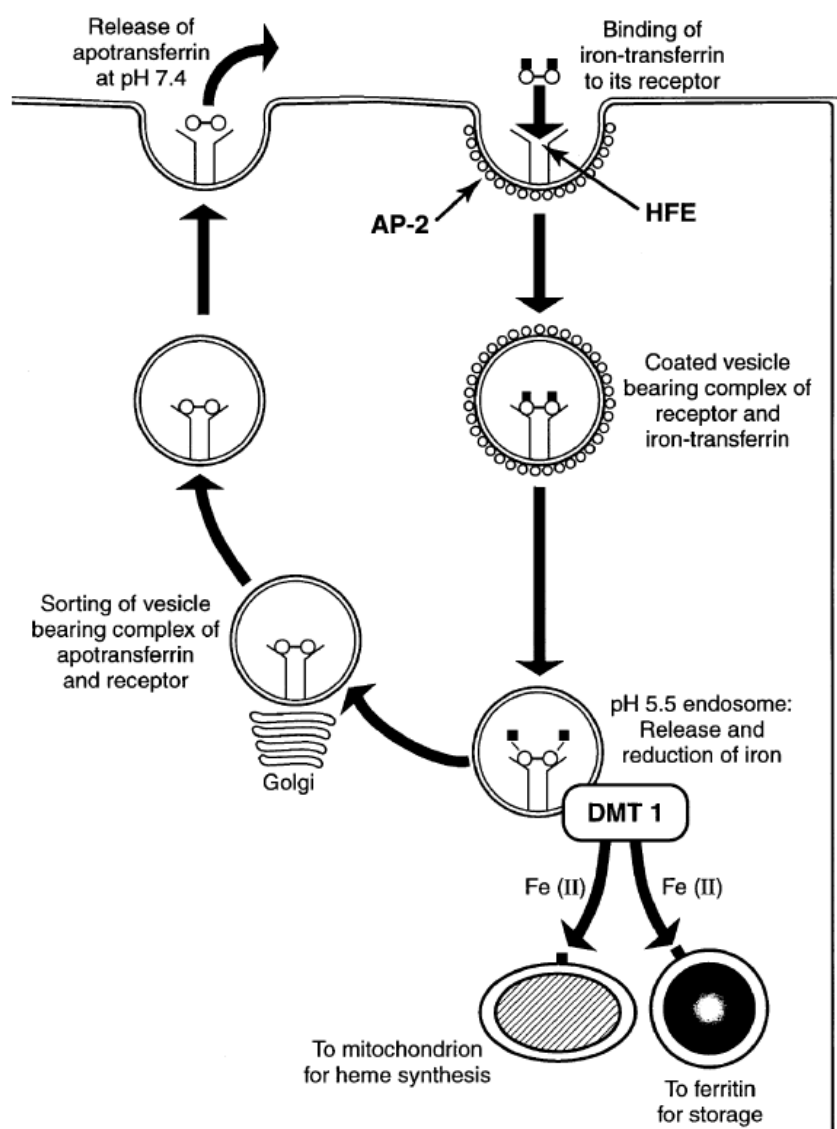 Release of
apotransferrin
at pH 7.4
Binding of
iron-transferrin
to its receptor
AP-2
HFE
Coated vesicle
bearing complex of
receptor and
iron-transferrin
Sorting of vesicle
bearing complex of
apotransferrin
and receptor
Golgi
pH 5.5 endosome:
Release and
reduction of iron
DMT 1
Fe (II)
Fe (II)
To mitochondrion
for heme synthesis
To ferritin
for storage